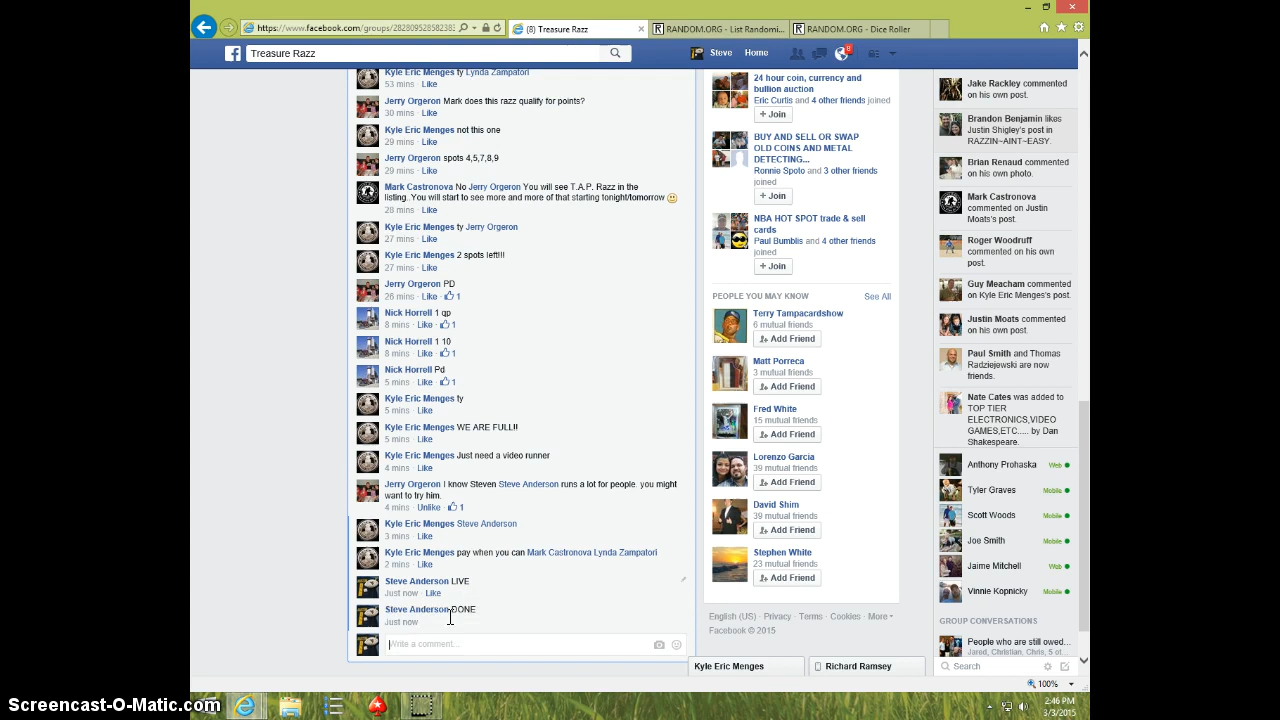 https://www.facebook.com/groups/282809528582383
(8) Treasure Razz
RANDOM.ORG - List Randomi...
RANDOM.ORG - Dice Roller
Treasure Razz
Steve
Home
8
Kyle Eric Menges ty Lynda Zampatori
53 mins · Like
Jerry Orgeron Mark does this razz qualify for points?
30 mins · Like
Kyle Eric Menges not this one
29 mins · Like
Jerry Orgeron spots 4,5,7,8,9
29 mins · Like
Mark Castronova No Jerry Orgeron You will see T.A.P. Razz in the
listing..You will start to see more and more of that starting tonight/tomorrow
28 mins · Like
Kyle Eric Menges ty Jerry Orgeron
27 mins · Like
Kyle Eric Menges 2 spots left!!!
27 mins · Like
Jerry Orgeron PD
26 mins · Like · 1
Nick Horrell 1 qp
8 mins · Like · 1
Nick Horrell 1 10
8 mins · Like · 1
Nick Horrell Pd
5 mins · Like · 1
Kyle Eric Menges ty
5 mins · Like
Kyle Eric Menges WE ARE FULL!!
5 mins · Like
Kyle Eric Menges Just need a video runner
4 mins · Like
Jerry Orgeron I know Steven Steve Anderson runs a lot for people. you might
want to try him.
4 mins · Unlike · 1
Kyle Eric Menges Steve Anderson
3 mins · Like
Kyle Eric Menges pay when you can Mark Castronova Lynda Zampatori
2 mins · Like
Steve Anderson LIVE
Just now · Like
Steve Anderson DONE
Just now
Write a comment...
24 hour coin, currency and
bullion auction
Eric Curtis and 4 other friends joined
+ Join
BUY AND SELL OR SWAP
OLD COINS AND METAL
DETECTING...
Ronnie Spoto and 3 other friends
joined
+ Join
NBA HOT SPOT trade & sell
cards
Paul Bumblis and 4 other friends
joined
+ Join
PEOPLE YOU MAY KNOW
See All
Terry Tampacardshow
6 mutual friends
Add Friend
Matt Porreca
3 mutual friends
Add Friend
Fred White
15 mutual friends
Add Friend
Lorenzo Garcia
39 mutual friends
Add Friend
David Shim
39 mutual friends
Add Friend
Stephen White
23 mutual friends
Add Friend
English (US) · Privacy · Terms · Cookies · More
Facebook © 2015
Jake Rackley commented
on his own post.
Brandon Benjamin likes
Justin Shigley's post in
RAZZIN~AINT~EASY.
Brian Renaud commented
on his own photo.
Mark Castronova
commented on Justin
Moats's post.
Roger Woodruff
commented on his own
post.
Guy Meacham commented
on Kyle Eric Menges's post.
Justin Moats commented
on his own post.
Paul Smith and Thomas
Radziejewski are now
friends.
Nate Cates was added to
TOP TIER
ELECTRONICS,VIDEO
GAMES,ETC..... by Dan
Shakespeare.
Anthony Prohaska Web
Tyler Graves Mobile
Scott Woods Mobile
Joe Smith Mobile
Jaime Mitchell Web
Vinnie Kopnicky Mobile
GROUP CONVERSATIONS
People who are still owed...
Jared, Christian, Chris, 5 ot...
Search
Kyle Eric Menges
Richard Ramsey
100%
2:46 PM
3/3/2015
Screencast-O-Matic.com